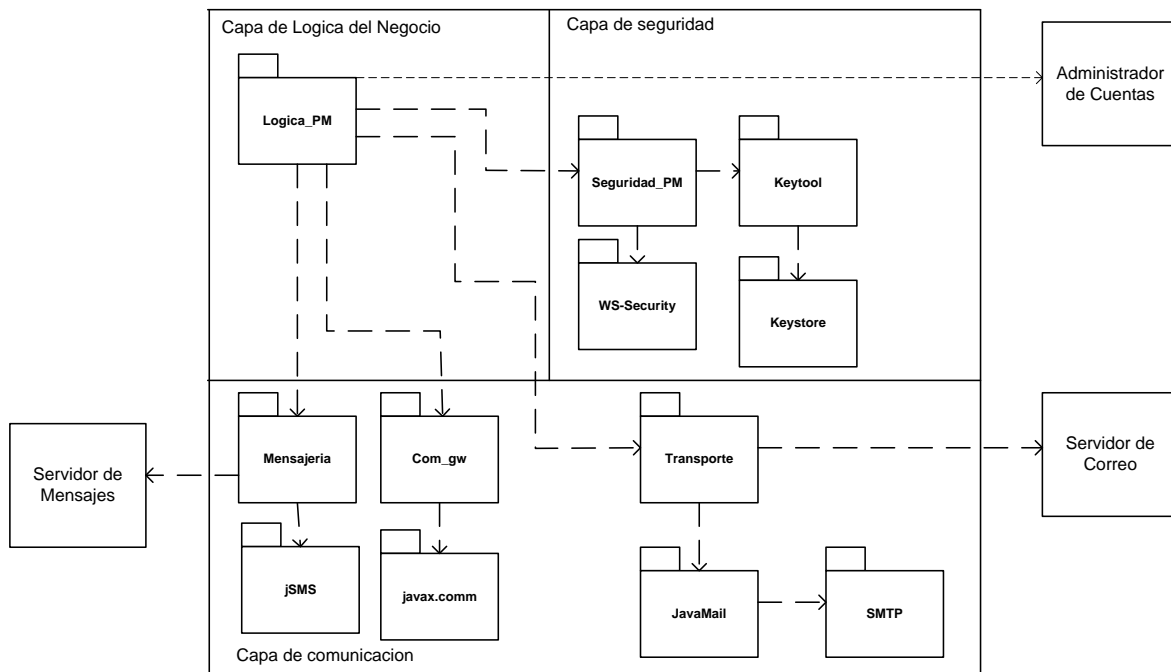 Capa de Logica del Negocio
Capa de seguridad
Administrador
de Cuentas
Logica_PM
Seguridad_PM
Keytool
WS-Security
Keystore
Servidor de
Mensajes
Mensajeria
Com_gw
Transporte
Servidor de
Correo
jSMS
javax.comm
JavaMail
SMTP
Capa de comunicacion